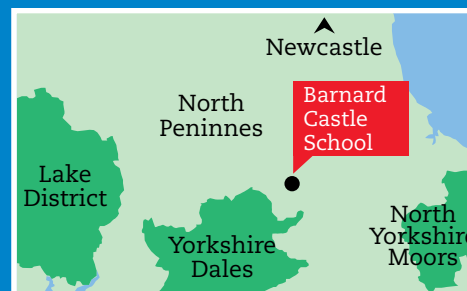 Newcastle
Barnard
Castle
School
North
Peninnes
Lake
District
Yorkshire
Dales
North
Yorkshire
Moors